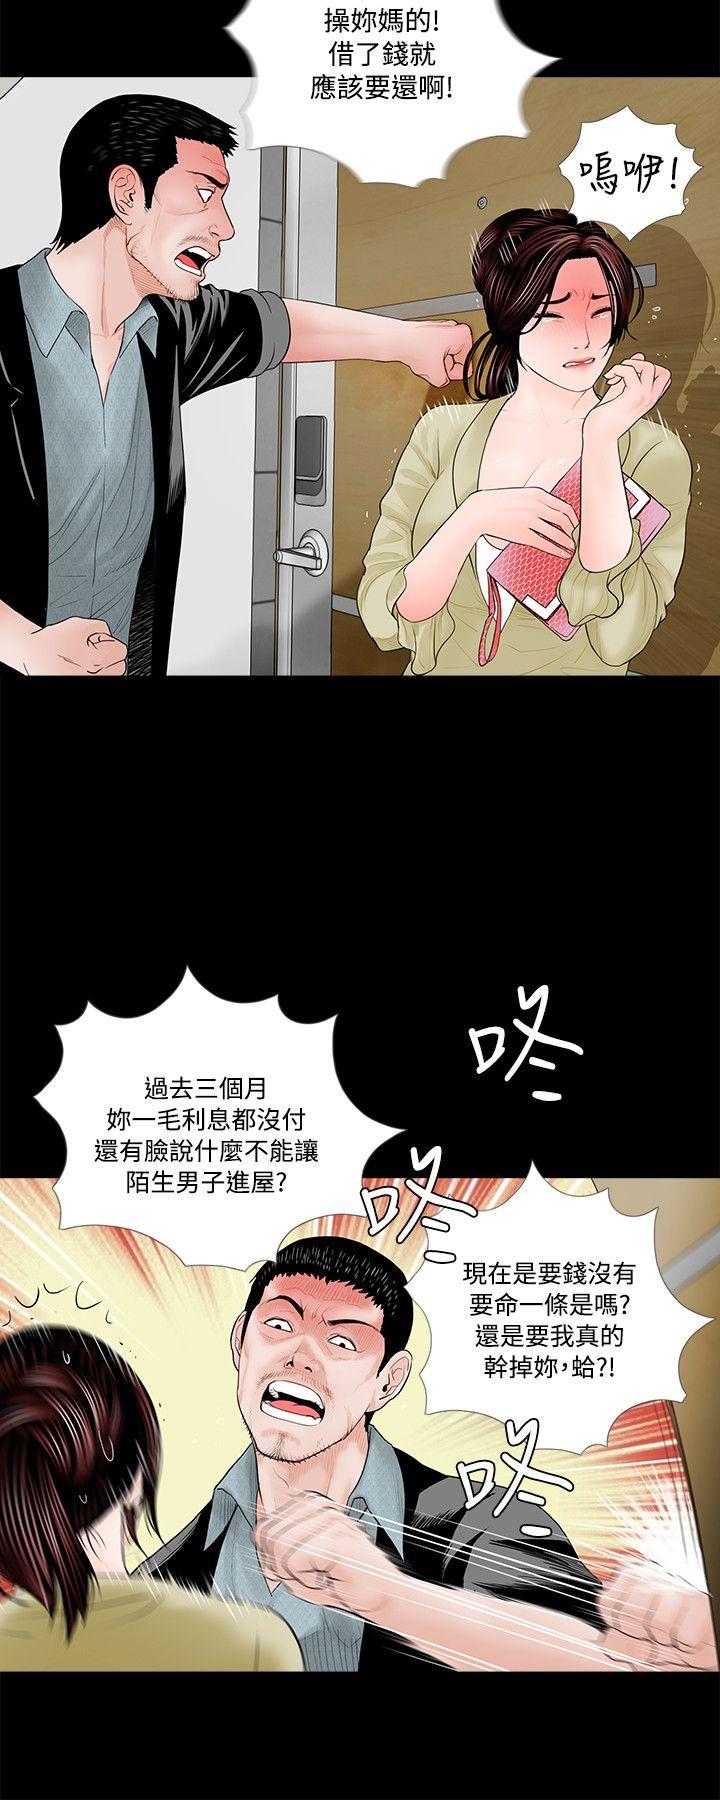 操妳媽的!
借了錢就
應該要還啊!
嗚咿!
咚
過去三個月
妳一毛利息都沒付
還有臉說什麼不能讓
陌生男子進屋?
咚
現在是要錢沒有
要命一條是嗎?
還是要我真的
幹掉妳,蛤?!
咚